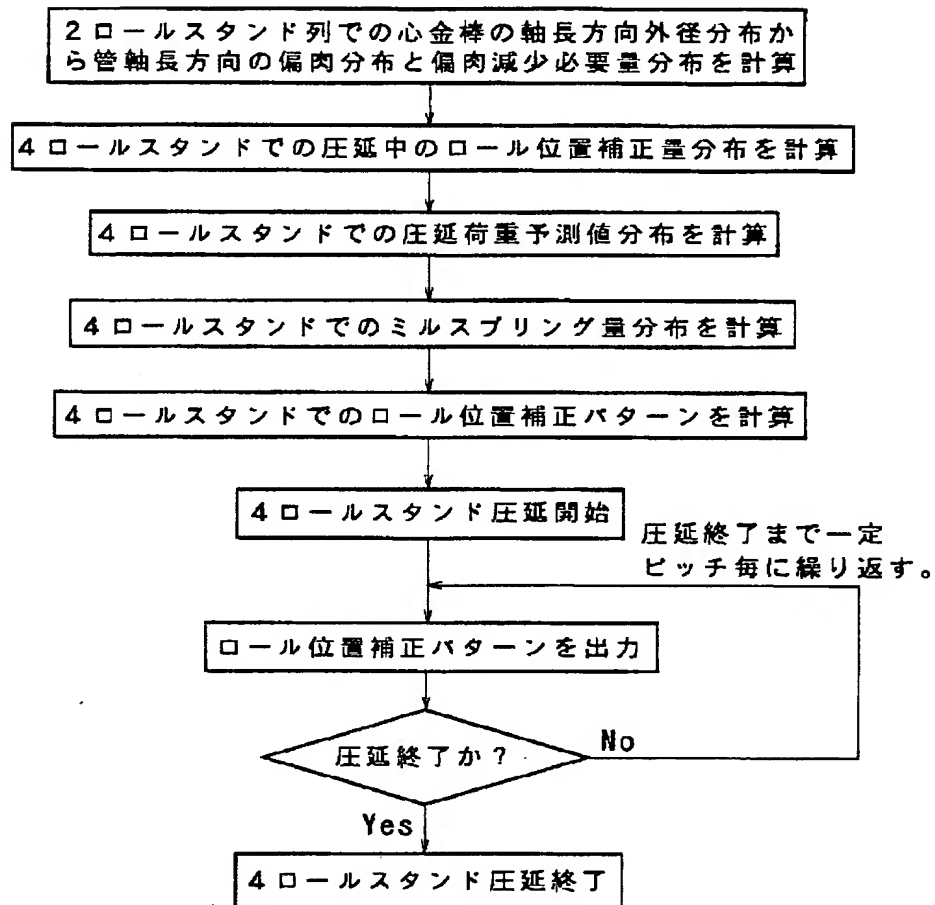 2ロールスタンド列での心金棒の軸長方向外径分布か
ら管軸長方向の偏肉分布と偏肉減少必要量分布を計算
4ロールスタンドでの圧延中のロール位置補正量分布を計算
4ロールスタンドでの圧延荷重予測値分布を計算
4ロールスタンドでのミルスプリング量分布を計算
4ロールスタンドでのロール位置補正パターンを計算
4ロールスタンド圧延開始
圧延終了まで一定
ピッチ毎に繰り返す。
ロール位置補正パターンを出力
圧延終了か?
No
Yes
4ロールスタンド圧延終了